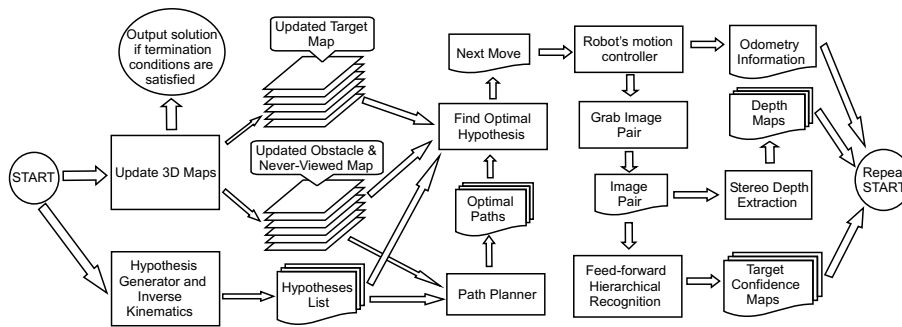 Output solution
if termination
conditions are
satisfied
Updated Target
Map
Next Move
Robot's motion
controller
Odometry
Information
Find Optimal
Hypothesis
Grab Image
Pair
Depth
Maps
START
Update 3D Maps
Updated Obstacle &
Never-Viewed Map
Optimal
Paths
Image
Pair
Stereo Depth
Extraction
Repeat
START
Hypothesis
Generator and
Inverse
Kinematics
Hypotheses
List
Path Planner
Feed-forward
Hierarchical
Recognition
Target
Confidence
Maps